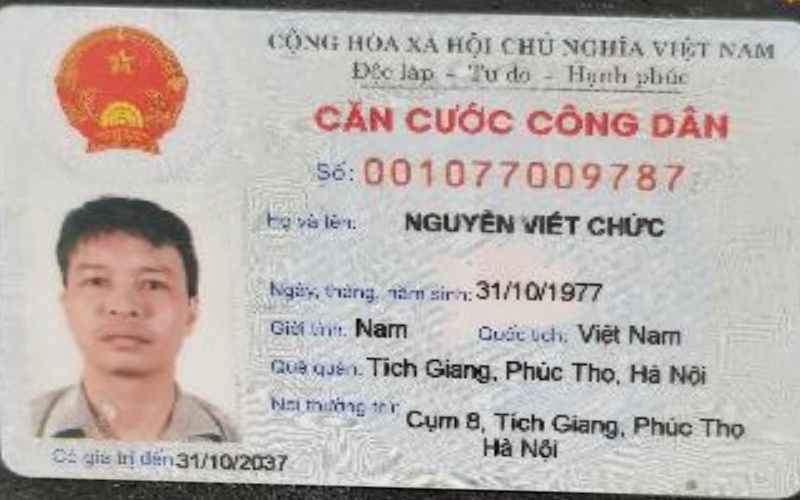 CỘNG HÒA XÃ HỘI CHỦ NGHĨA VIỆT NAM
Độc lập - Tự do - Hạnh phúc
CĂN CƯỚC CÔNG DÂN
Số: 001077009787
Họ và tên: NGUYỄN VIẾT CHỨC
Ngày, tháng, năm sinh: 31/10/1977
Giới tính: Nam Quốc tịch: Việt Nam
Quê quán: Tích Giang, Phúc Thọ, Hà Nội
Nơi thường trú: Cụm 8, Tích Giang, Phúc Thọ
Hà Nội
Có giá trị đến 31/10/2037